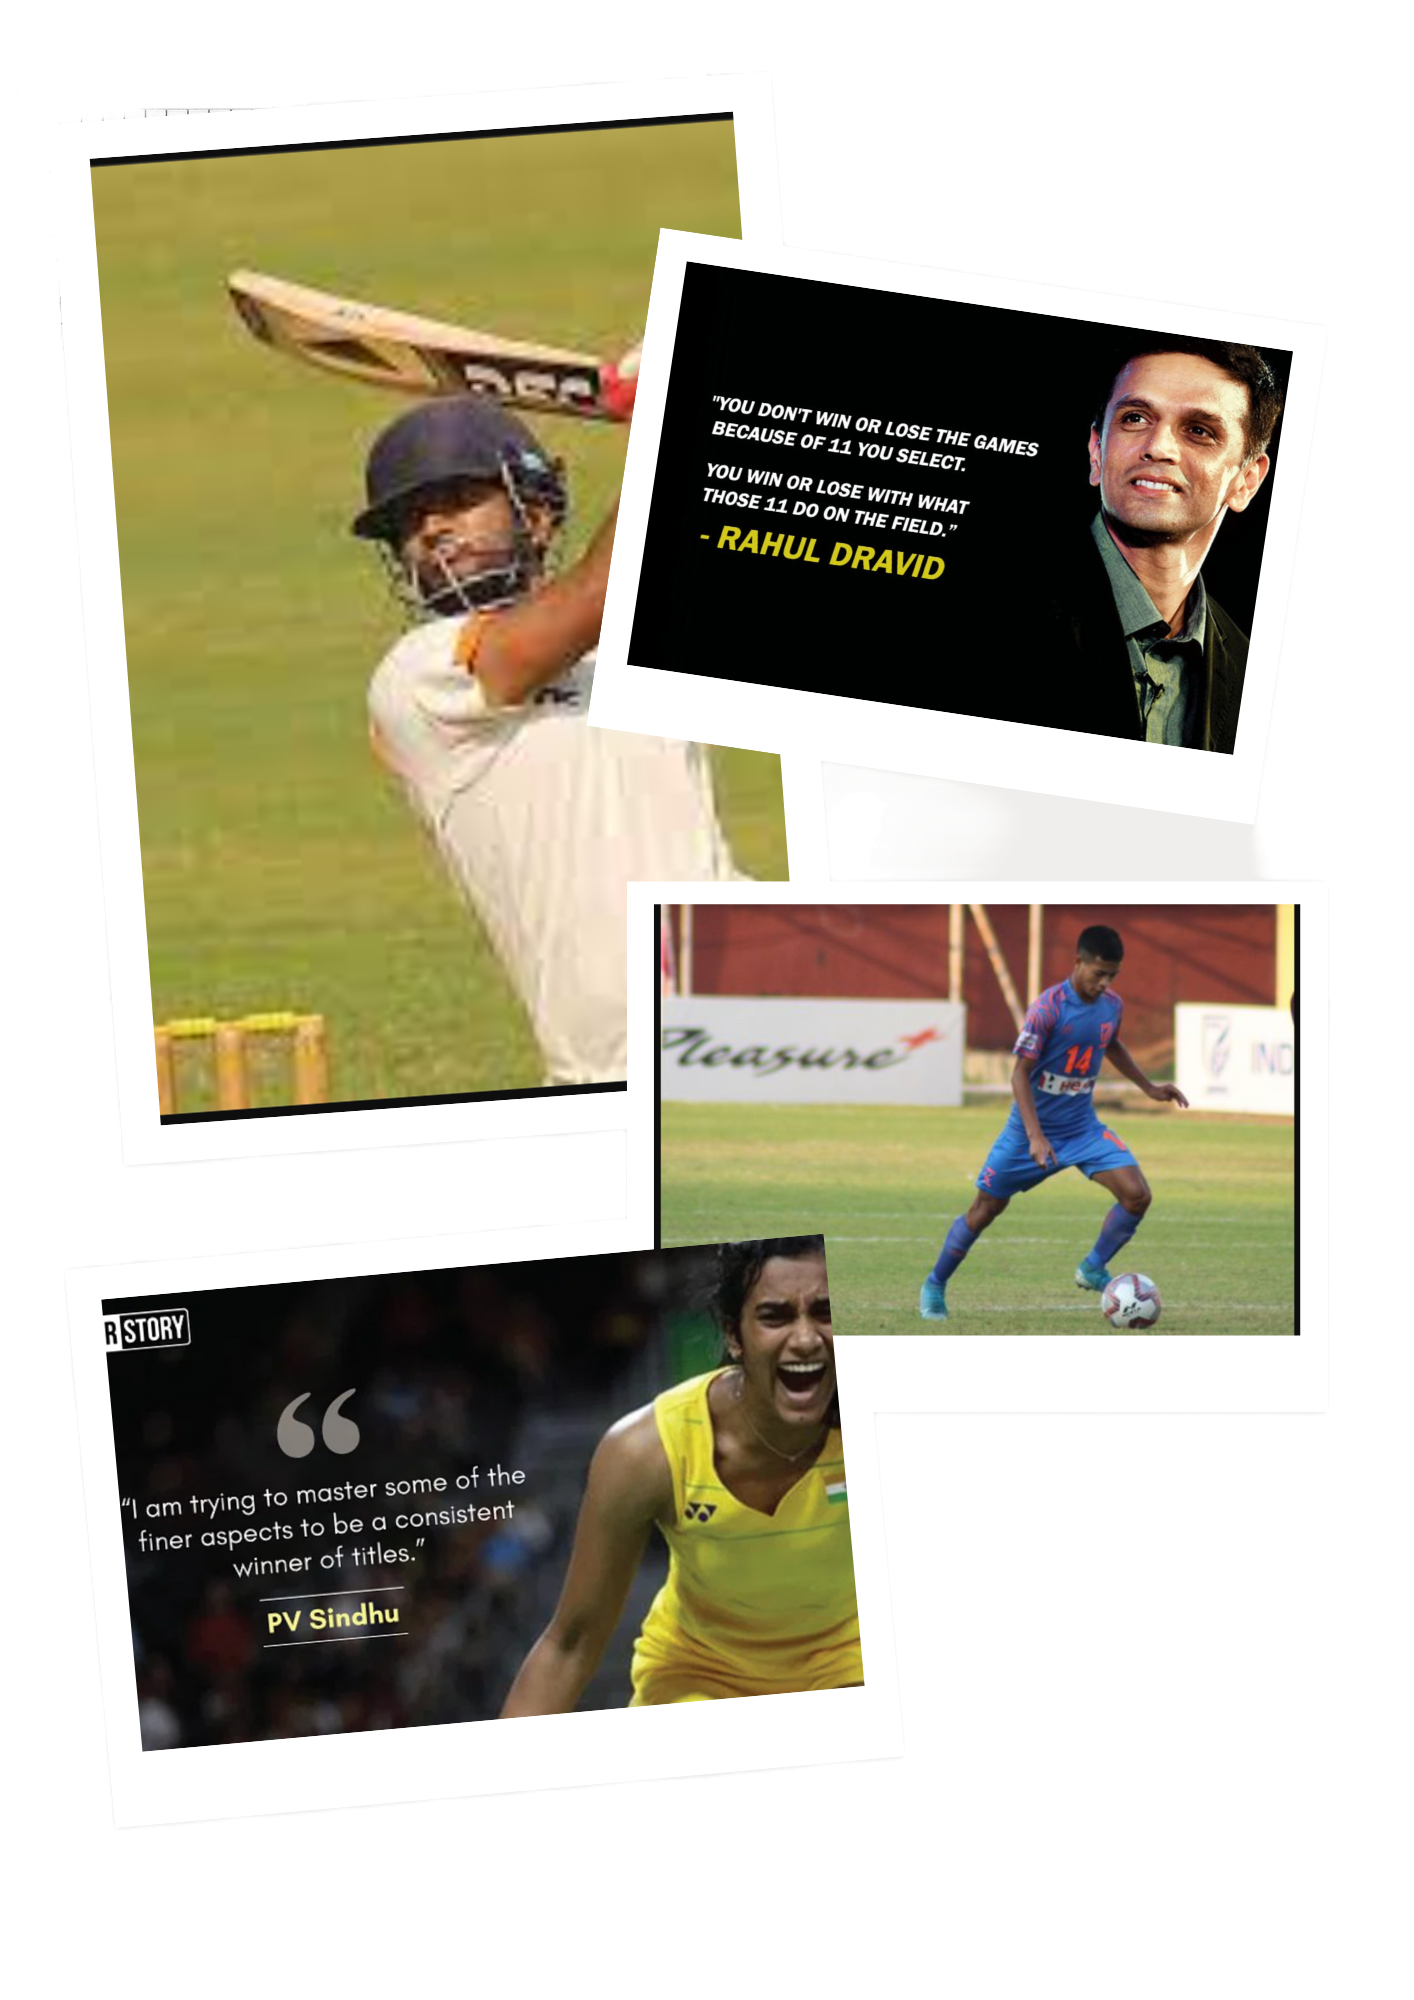 "YOU DON'T WIN OR LOSE THE GAMES
BECAUSE OF 11 YOU SELECT.
YOU WIN OR LOSE WITH WHAT
THOSE 11 DO ON THE FIELD.”
- RAHUL DRAVID
Pleasure
14
STORY
“I am trying to master some of the
finer aspects to be a consistent
winner of titles.”
PV Sindhu